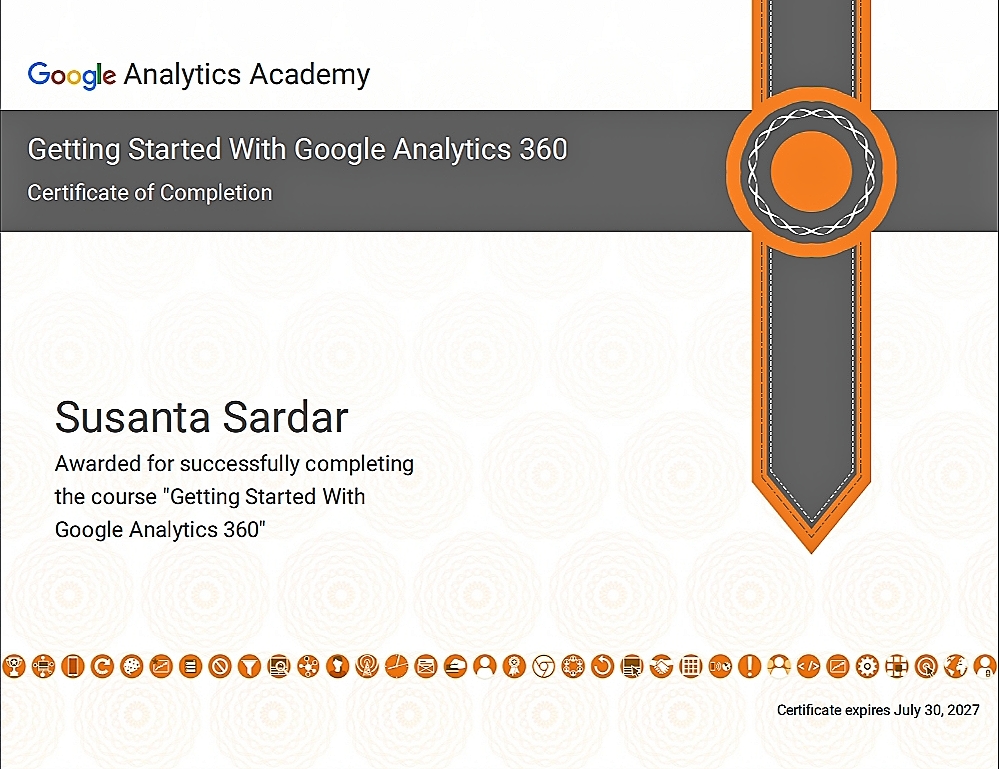 Google Analytics Academy
Getting Started With Google Analytics 360
Certificate of Completion
Susanta Sardar
Awarded for successfully completing
the course "Getting Started With
Google Analytics 360"
Certificate expires July 30, 2027